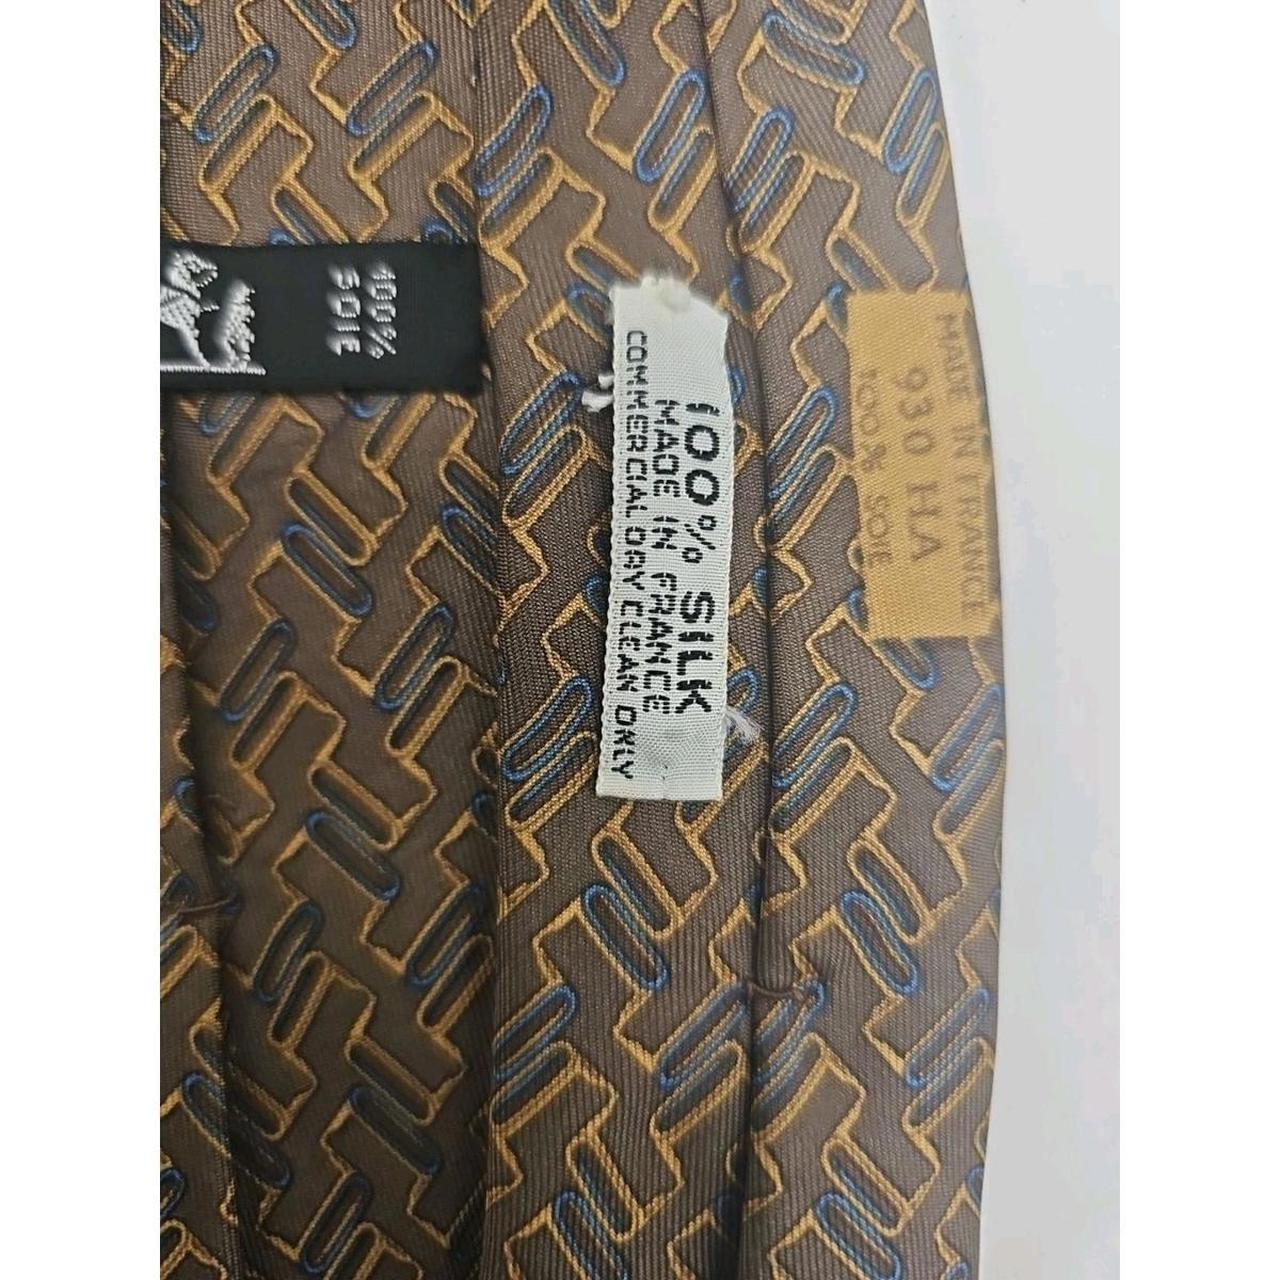 100%
SOIE
100% SILK
MADE IN FRANCE
COMMERCIAL DRY CLEAN ONLY
MADE IN FRANCE
930 HA
100% SOIE